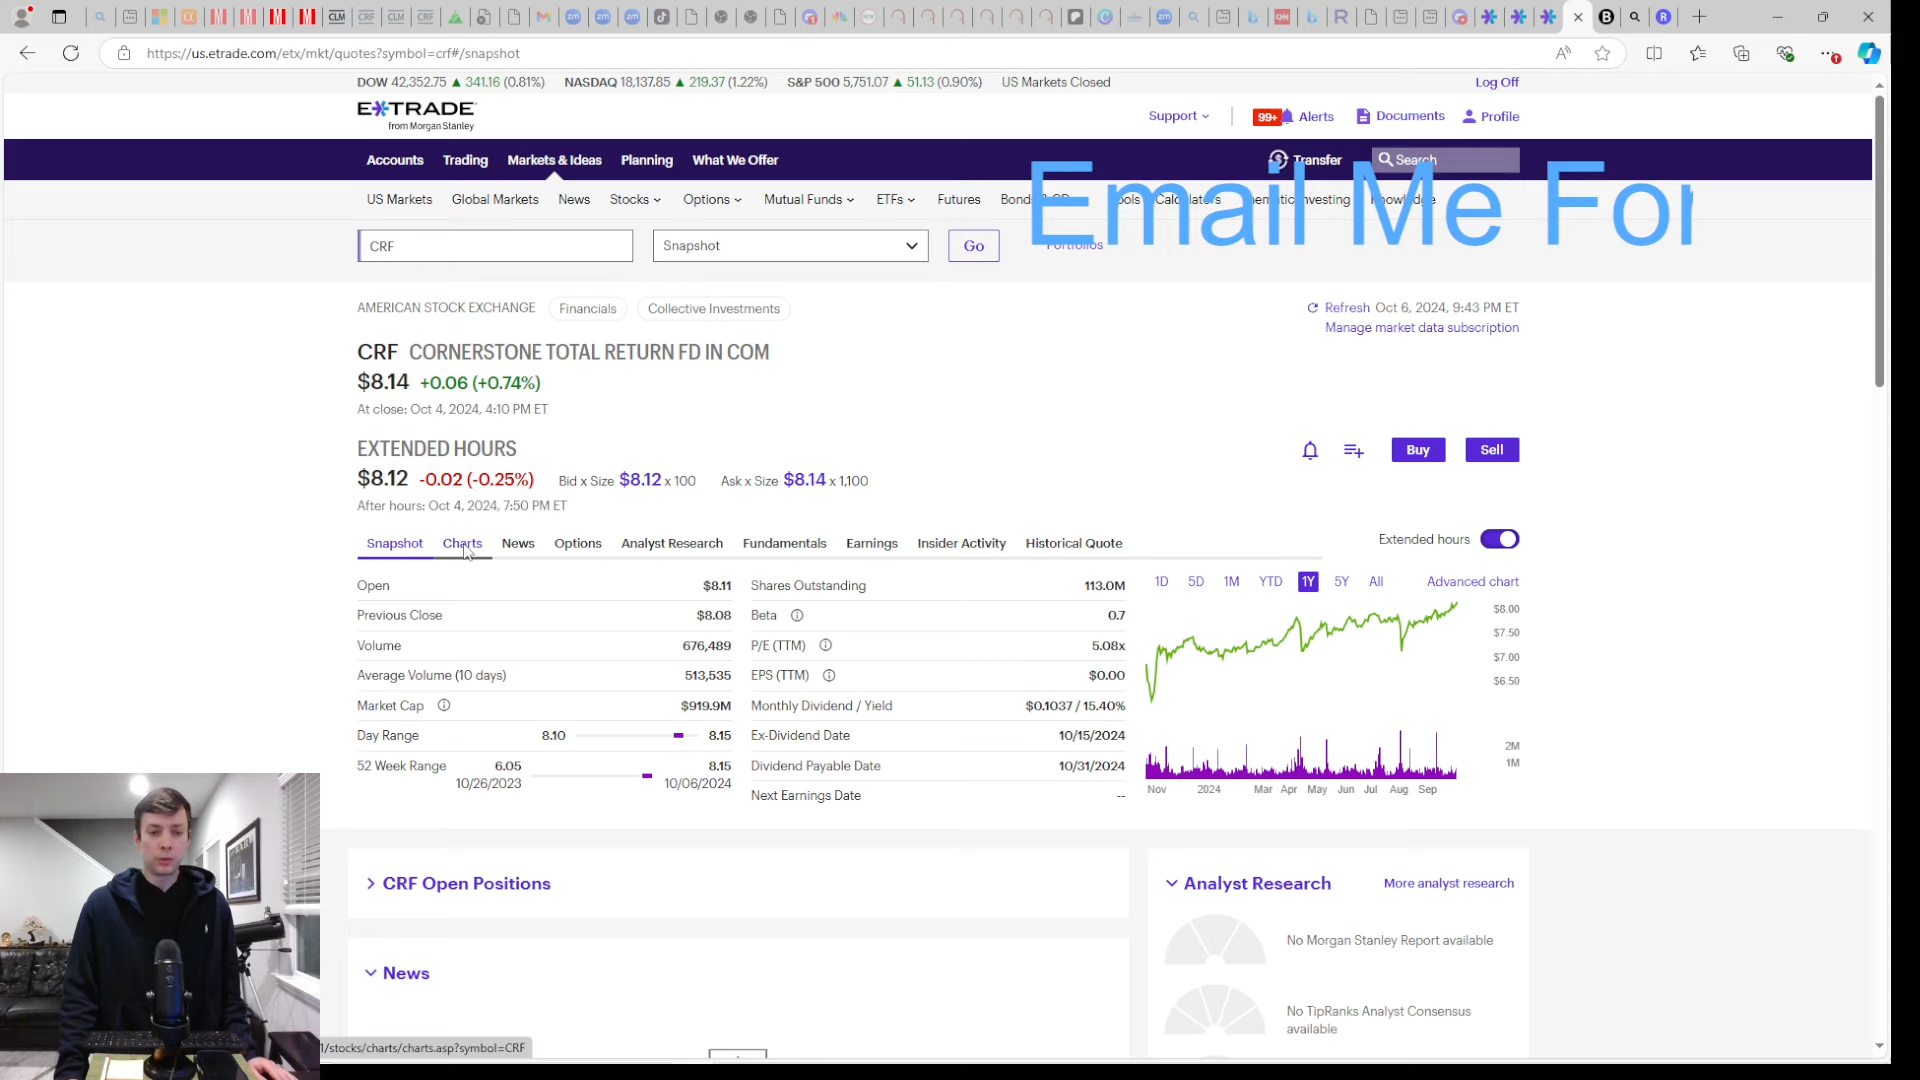 https://us.etrade.com/etx/mkt/quotes?symbol=crf#/snapshot
DOW 42,352.75 ▲ 341.16 (0.81%) NASDAQ 18,137.85 ▲ 219.37 (1.22%) S&P 500 5,751.07 ▲ 51.13 (0.90%) US Markets Closed Log Off
E*TRADE
from Morgan Stanley
Support 99+ Alerts Documents Profile
Accounts Trading Markets & Ideas Planning What We Offer Transfer Search
Email Me For
US Markets Global Markets News Stocks Options Mutual Funds ETFs Futures
CRF Snapshot Go Portfolios
AMERICAN STOCK EXCHANGE Financials Collective Investments Refresh Oct 6, 2024, 9:43 PM ET
Manage market data subscription
CRF CORNERSTONE TOTAL RETURN FD IN COM
$8.14 +0.06 (+0.74%)
At close: Oct 4, 2024, 4:10 PM ET
EXTENDED HOURS Buy Sell
$8.12 -0.02 (-0.25%) Bid x Size $8.12 x 100 Ask x Size $8.14 x 1,100
After hours: Oct 4, 2024, 7:50 PM ET
Snapshot Charts News Options Analyst Research Fundamentals Earnings Insider Activity Historical Quote Extended hours
Open $8.11 Shares Outstanding 113.0M
Previous Close $8.08 Beta 0.7
Volume 676,489 P/E (TTM) 5.08x
Average Volume (10 days) 513,535 EPS (TTM) $0.00
Market Cap $919.9M Monthly Dividend / Yield $0.1037 / 15.40%
Day Range 8.10 8.15 Ex-Dividend Date 10/15/2024
52 Week Range 6.05 8.15 Dividend Payable Date 10/31/2024
10/26/2023 10/06/2024
Next Earnings Date --
1D 5D 1M YTD 1Y 5Y All Advanced chart
$8.00
$7.50
$7.00
$6.50
2M
1M
Nov 2024 Mar Apr May Jun Jul Aug Sep
CRF Open Positions
News
Analyst Research More analyst research
No Morgan Stanley Report available
No TipRanks Analyst Consensus
available
1/stocks/charts/charts.asp?symbol=CRF